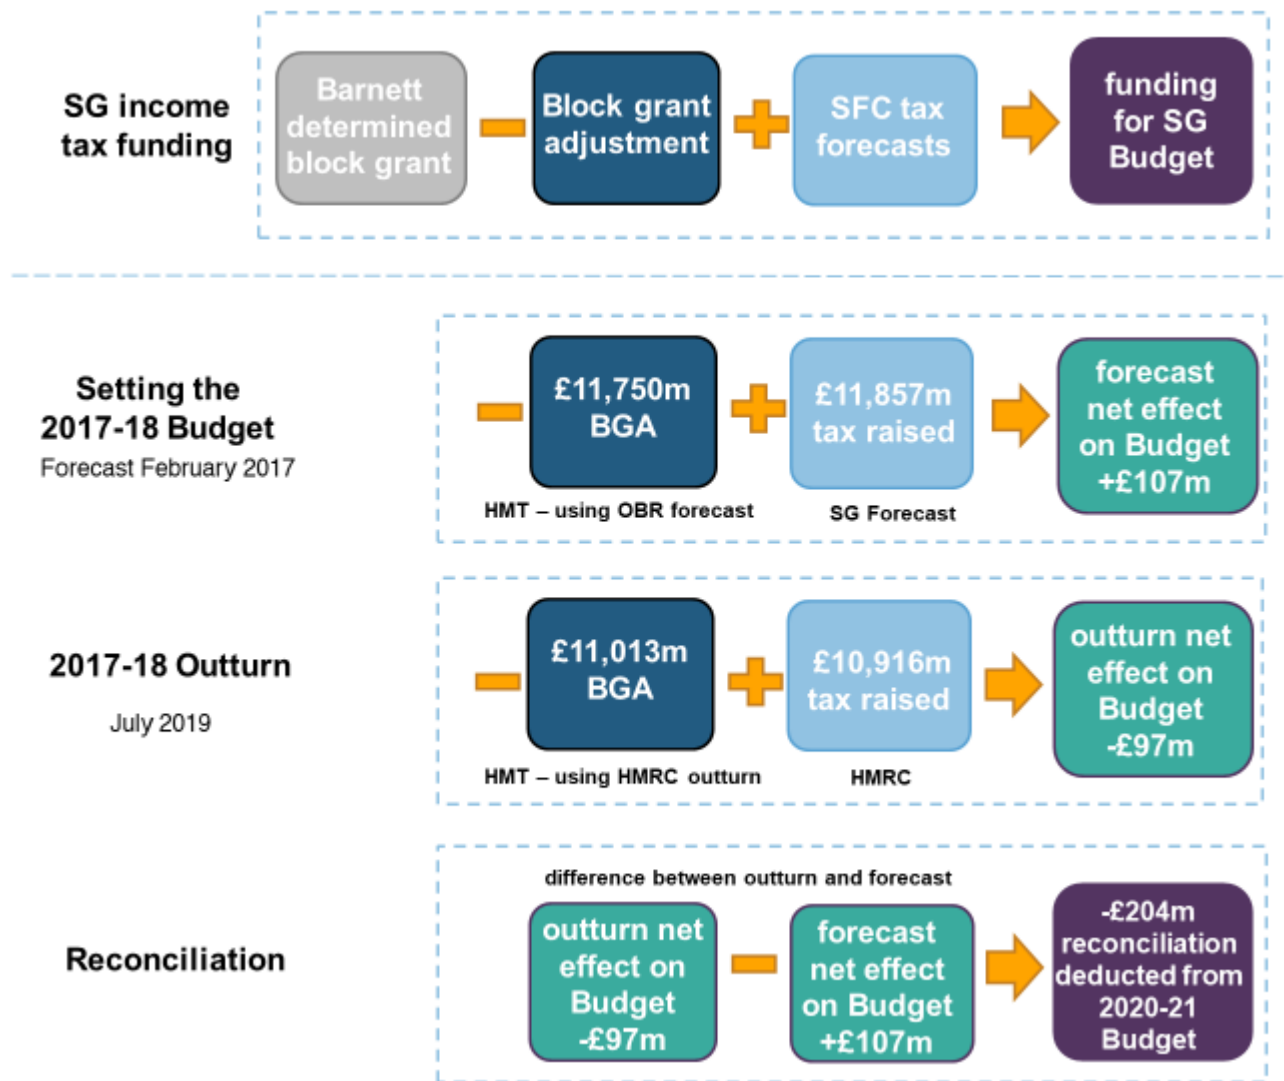 SG income
tax funding
Barnett
determined
block grant
Block grant
adjustment
SFC tax
forecasts
funding
for SG
Budget
Setting the
2017-18 Budget
Forecast February 2017
£11,750m
BGA
HMT – using OBR forecast
£11,857m
tax raised
SG Forecast
forecast
net effect
on Budget
+£107m
2017-18 Outturn
July 2019
£11,013m
BGA
HMT – using HMRC outturn
£10,916m
tax raised
HMRC
outturn net
effect on
Budget
-£97m
Reconciliation
difference between outturn and forecast
outturn net
effect on
Budget
-£97m
forecast
net effect
on Budget
+£107m
-£204m
reconciliation
deducted from
2020-21
Budget